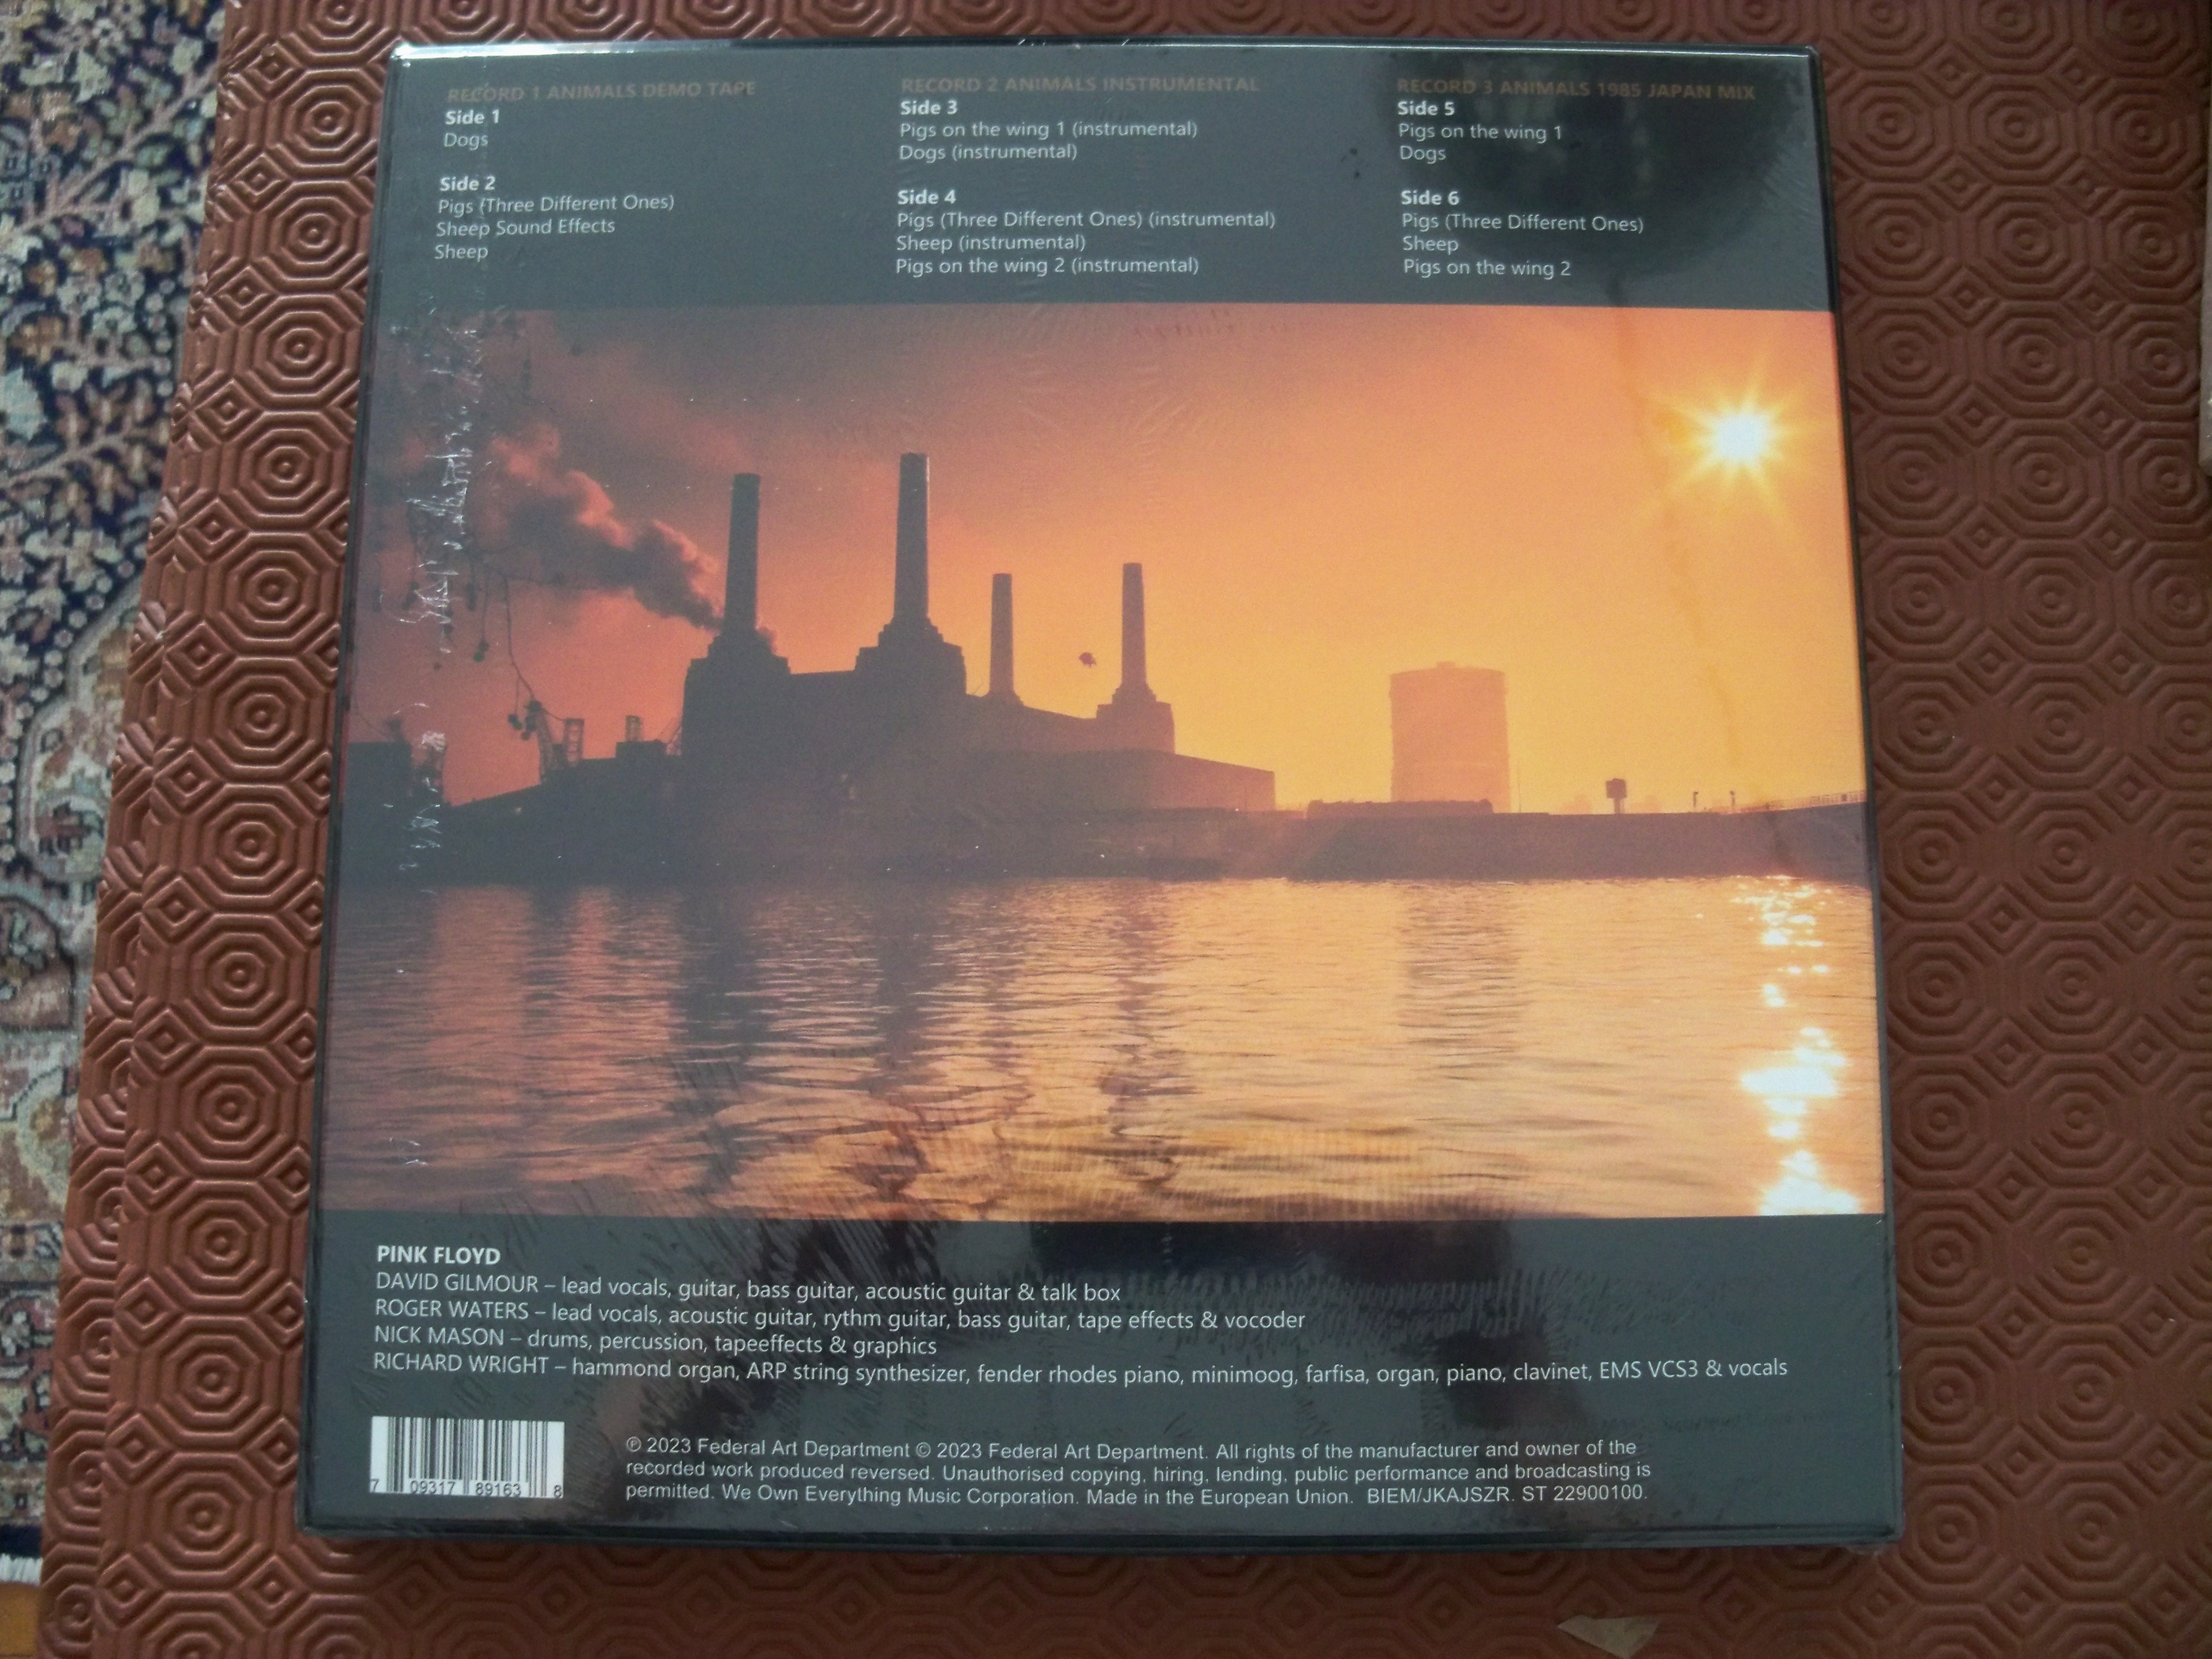 RECORD 1 ANIMALS DEMO TAPE
Side 1
Dogs
Side 2
Pigs (Three Different Ones)
Sheep Sound Effects
Sheep
RECORD 2 ANIMALS INSTRUMENTAL
Side 3
Pigs on the wing 1 (instrumental)
Dogs (instrumental)
Side 4
Pigs (Three Different Ones) (instrumental)
Sheep (instrumental)
Pigs on the wing 2 (instrumental)
RECORD 3 ANIMALS 1985 JAPAN MIX
Side 5
Pigs on the wing 1
Dogs
Side 6
Pigs (Three Different Ones)
Sheep
Pigs on the wing 2
PINK FLOYD
DAVID GILMOUR – lead vocals, guitar, bass guitar, acoustic guitar & talk box
ROGER WATERS – lead vocals, acoustic guitar, rythm guitar, bass guitar, tape effects & vocoder
NICK MASON – drums, percussion, tapeeffects & graphics
RICHARD WRIGHT – hammond organ, ARP string synthesizer, fender rhodes piano, minimoog, farfisa, organ, piano, clavinet, EMS VCS3 & vocals
7 09317 89163 8
℗ 2023 Federal Art Department © 2023 Federal Art Department. All rights of the manufacturer and owner of the
recorded work produced reversed. Unauthorised copying, hiring, lending, public performance and broadcasting is
permitted. We Own Everything Music Corporation. Made in the European Union. BIEM/JKAJSZR. ST 22900100.